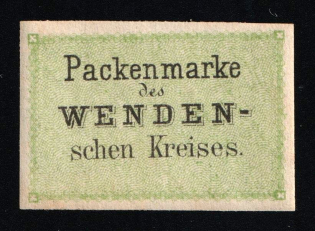 Packenmarke
des
WENDEN-
schen Kreises.